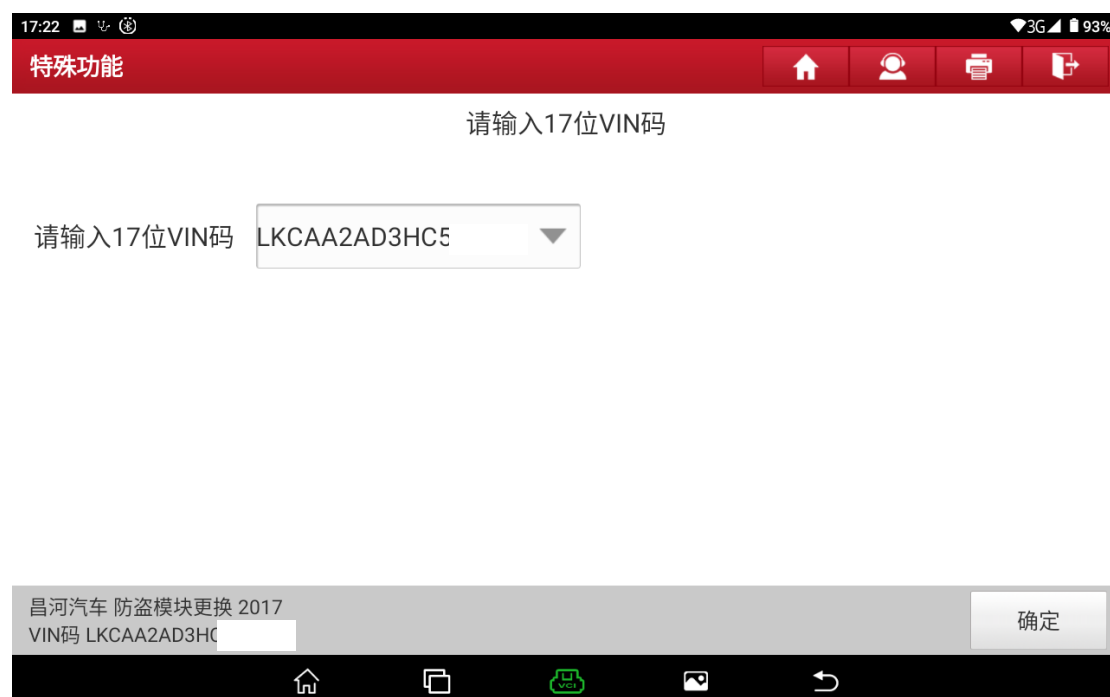 17:22 3G 93%
特殊功能
请输入17位VIN码
请输入17位VIN码 LKCAA2AD3HC5
昌河汽车 防盗模块更换 2017
VIN码 LKCAA2AD3HC
确定
VCI